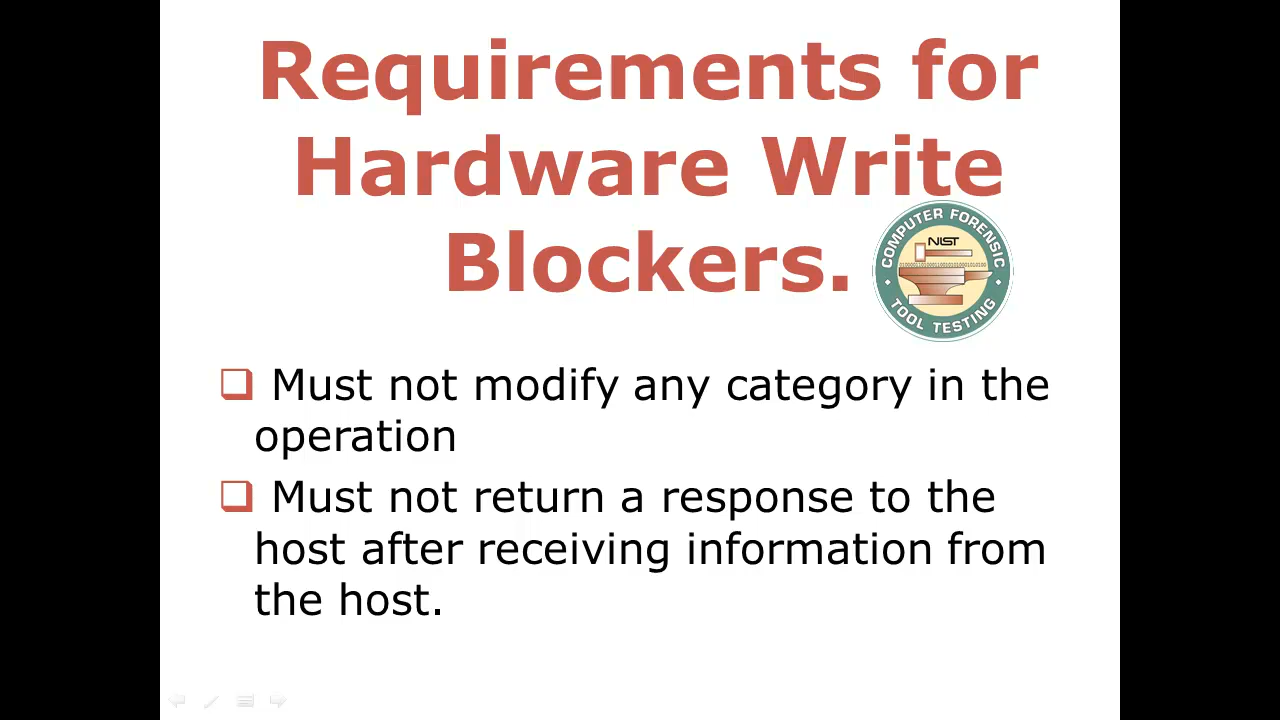 Requirements for
Hardware Write
Blockers.
COMPUTER FORENSIC
NIST
TOOL TESTING
Must not modify any category in the
operation
Must not return a response to the
host after receiving information from
the host.